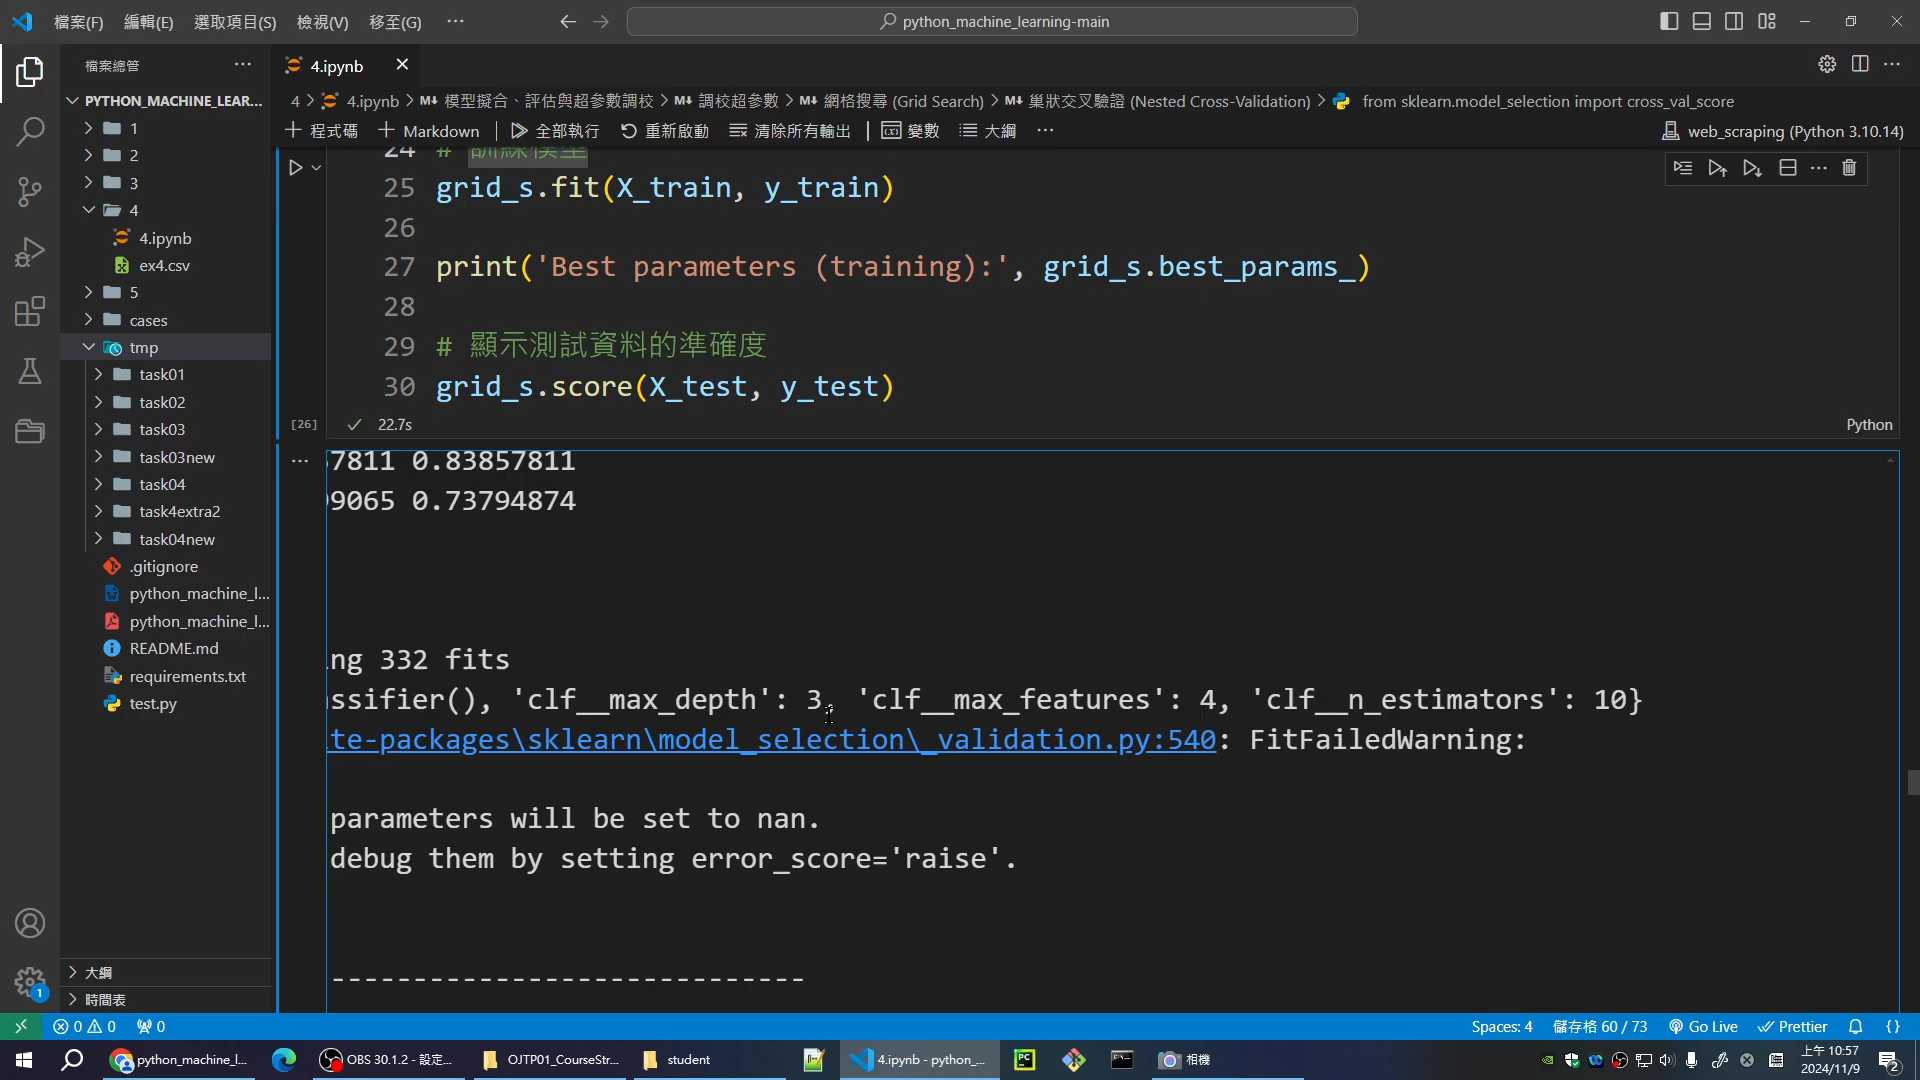 檔案(F) 編輯(E) 選取項目(S) 檢視(V) 移至(G) ··· python_machine_learning-main
檔案總管 ···
4.ipynb
4 > 4.ipynb > M↓ 模型擬合、評估與超參數調校 > M↓ 調校超參數 > M↓ 網格搜尋 (Grid Search) > M↓ 巢狀交叉驗證 (Nested Cross-Validation) > from sklearn.model_selection import cross_val_score
+ 程式碼 + Markdown 全部執行 重新啟動 清除所有輸出 變數 大綱 ··· web_scraping (Python 3.10.14)
PYTHON_MACHINE_LEAR...
1
2
3
4
4.ipynb
ex4.csv
5
cases
tmp
task01
task02
task03
task03new
task04
task4extra2
task04new
.gitignore
python_machine_l...
python_machine_l...
README.md
requirements.txt
test.py
大綱
時間表
24 # 訓練模型
25 grid_s.fit(X_train, y_train)
26
27 print('Best parameters (training):', grid_s.best_params_)
28
29 # 顯示測試資料的準確度
30 grid_s.score(X_test, y_test)
[26] 22.7s Python
7811 0.83857811
9065 0.73794874
ng 332 fits
ssifier(), 'clf__max_depth': 3, 'clf__max_features': 4, 'clf__n_estimators': 10}
te-packages\sklearn\model_selection\_validation.py:540: FitFailedWarning:
parameters will be set to nan.
debug them by setting error_score='raise'.
-----------------------------
1
0 0 0 Spaces: 4 儲存格 60 / 73 Go Live Prettier {}
python_machine_l... OBS 30.1.2 - 設定... OJTP01_CourseStr... student 4.ipynb - python_... PC 相機 上午 10:57
2024/11/9 2